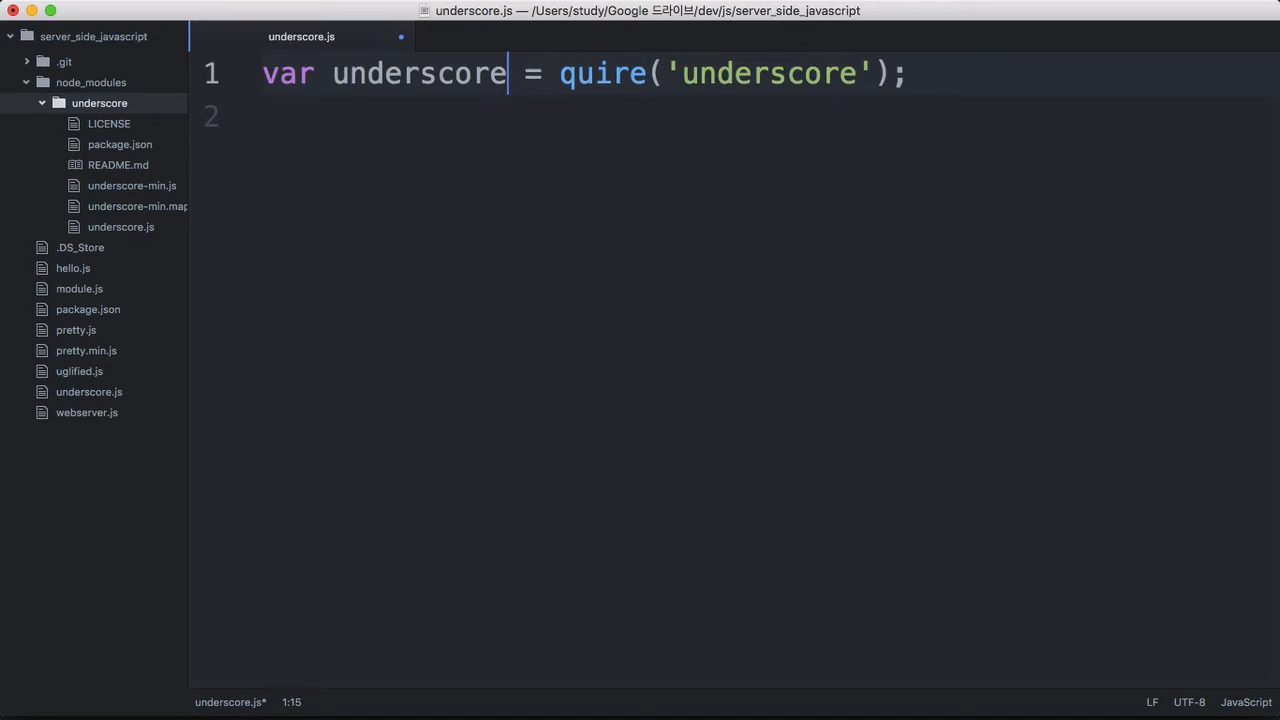 underscore.js — /Users/study/Google 드라이브/dev/js/server_side_javascript
server_side_javascript
.git
node_modules
underscore
LICENSE
package.json
README.md
underscore-min.js
underscore-min.map
underscore.js
.DS_Store
hello.js
module.js
package.json
pretty.js
pretty.min.js
uglified.js
underscore.js
webserver.js
underscore.js
1 var underscore = quire('underscore');
2
underscore.js* 1:15 LF UTF-8 JavaScript